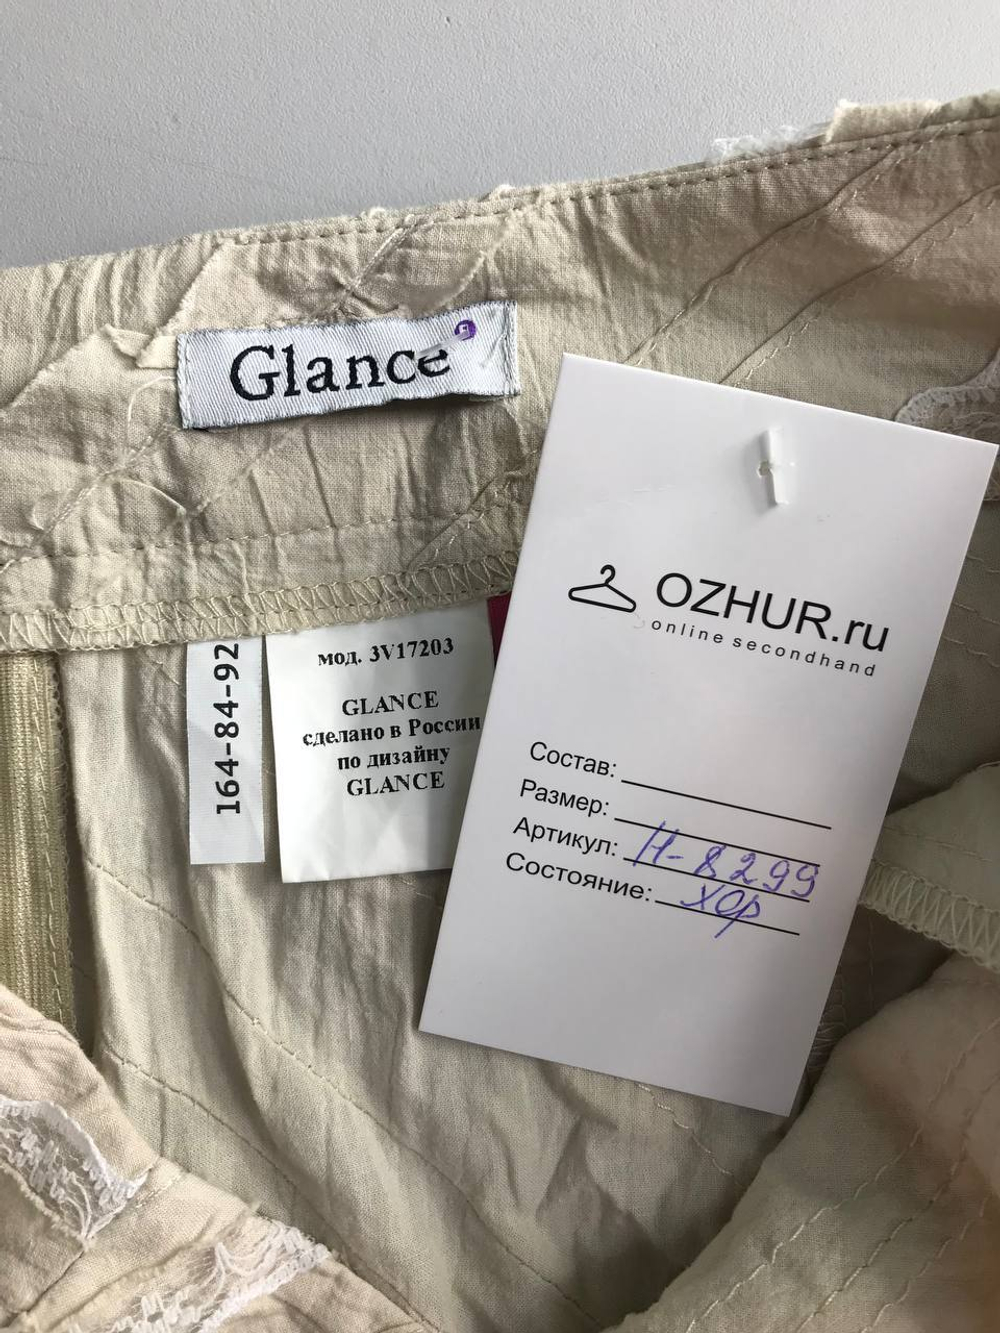 Glance
164-84-92
мод. 3V17203
GLANCE
сделано в России
по дизайну
GLANCE
OZHUR.ru
online secondhand
Состав:
Размер:
Артикул: Н-8299
Состояние: хор